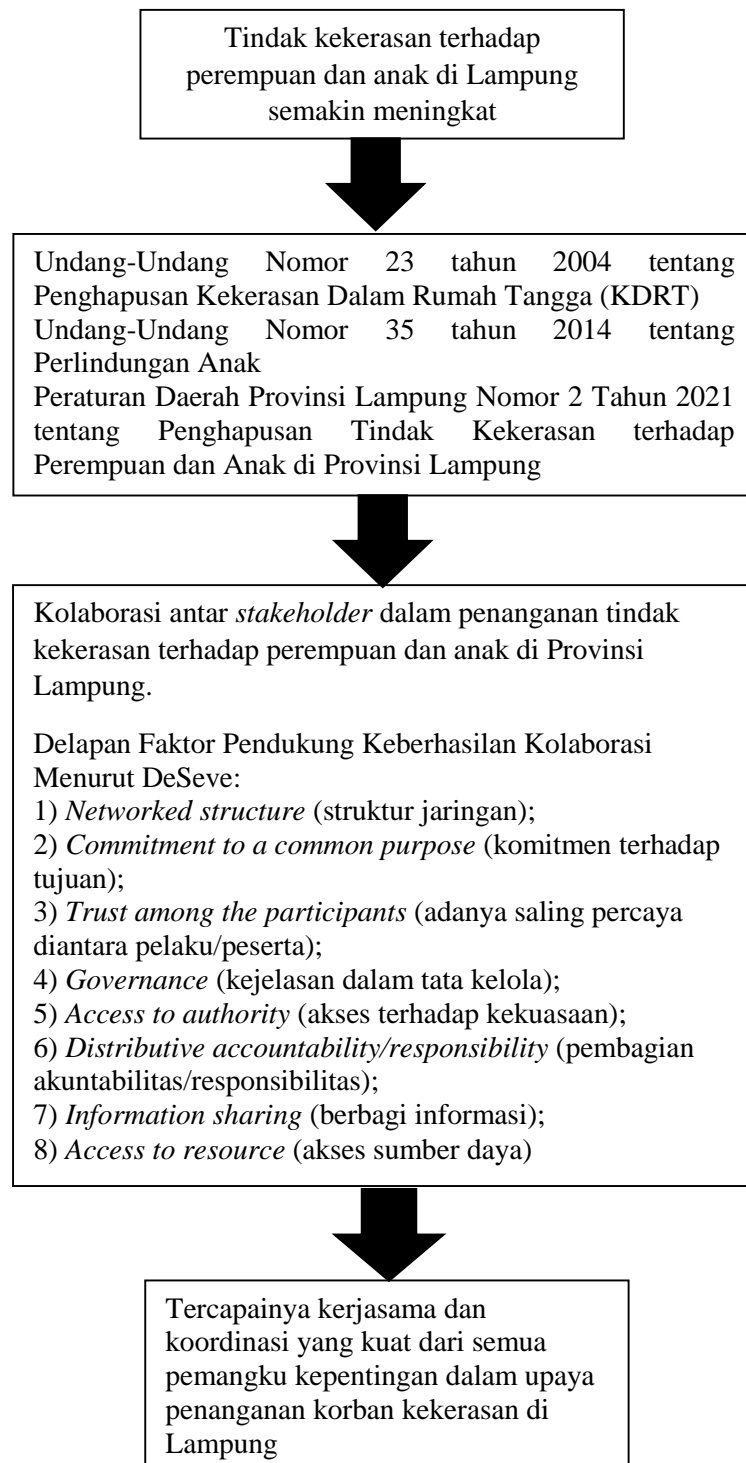 Tindak kekerasan terhadap
perempuan dan anak di Lampung
semakin meningkat
Undang-Undang Nomor 23 tahun 2004 tentang
Penghapusan Kekerasan Dalam Rumah Tangga (KDRT)
Undang-Undang Nomor 35 tahun 2014 tentang
Perlindungan Anak
Peraturan Daerah Provinsi Lampung Nomor 2 Tahun 2021
tentang Penghapusan Tindak Kekerasan terhadap
Perempuan dan Anak di Provinsi Lampung
Kolaborasi antar stakeholder dalam penanganan tindak
kekerasan terhadap perempuan dan anak di Provinsi
Lampung.
Delapan Faktor Pendukung Keberhasilan Kolaborasi
Menurut DeSeve:
1) Networked structure (struktur jaringan);
2) Commitment to a common purpose (komitmen terhadap
tujuan);
3) Trust among the participants (adanya saling percaya
diantara pelaku/peserta);
4) Governance (kejelasan dalam tata kelola);
5) Access to authority (akses terhadap kekuasaan);
6) Distributive accountability/responsibility (pembagian
akuntabilitas/responsibilitas);
7) Information sharing (berbagi informasi);
8) Access to resource (akses sumber daya)
Tercapainya kerjasama dan
koordinasi yang kuat dari semua
pemangku kepentingan dalam upaya
penanganan korban kekerasan di
Lampung